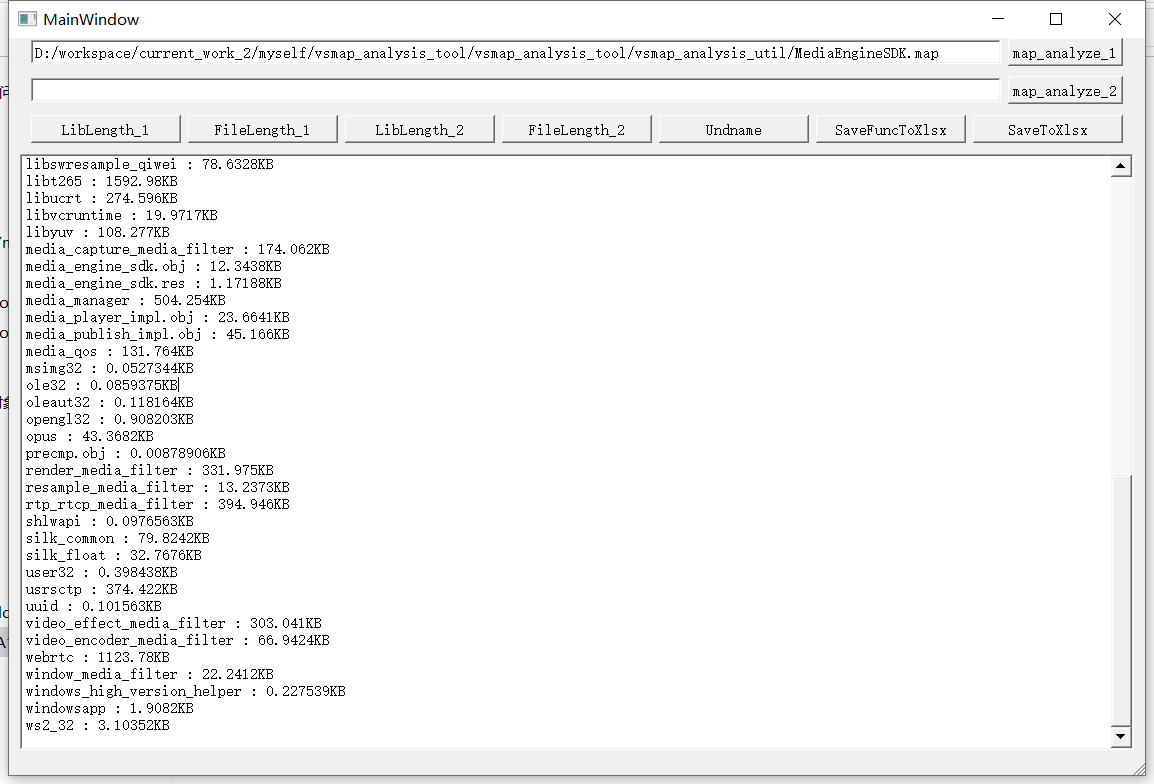 MainWindow
D:/workspace/current_work_2/myself/vsmap_analysis_tool/vsmap_analysis_tool/vsmap_analysis_util/MediaEngineSDK.map
map_analyze_1
map_analyze_2
LibLength_1 FileLength_1 LibLength_2 FileLength_2 Undname SaveFuncToXlsx SaveToXlsx
libswresample_qiwei : 78.6328KB
libt265 : 1592.98KB
libucrt : 274.596KB
libvcruntime : 19.9717KB
libyuv : 108.277KB
media_capture_media_filter : 174.062KB
media_engine_sdk.obj : 12.3438KB
media_engine_sdk.res : 1.17188KB
media_manager : 504.254KB
media_player_impl.obj : 23.6641KB
media_publish_impl.obj : 45.166KB
media_qos : 131.764KB
msimg32 : 0.0527344KB
ole32 : 0.0859375KB
oleaut32 : 0.118164KB
opengl32 : 0.908203KB
opus : 43.3682KB
precmp.obj : 0.00878906KB
render_media_filter : 331.975KB
resample_media_filter : 13.2373KB
rtp_rtcp_media_filter : 394.946KB
shlwapi : 0.0976563KB
silk_common : 79.8242KB
silk_float : 32.7676KB
user32 : 0.398438KB
usrsctp : 374.422KB
uuid : 0.101563KB
video_effect_media_filter : 303.041KB
video_encoder_media_filter : 66.9424KB
webrtc : 1123.78KB
window_media_filter : 22.2412KB
windows_high_version_helper : 0.227539KB
windowsapp : 1.9082KB
ws2_32 : 3.10352KB